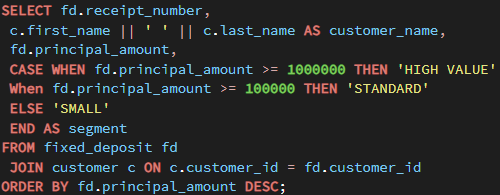 SELECT fd.receipt_number,
c.first_name || ' ' || c.last_name AS customer_name,
fd.principal_amount,
CASE WHEN fd.principal_amount >= 1000000 THEN 'HIGH VALUE'
When fd.principal_amount >= 100000 THEN 'STANDARD'
ELSE 'SMALL'
END AS segment
FROM fixed_deposit fd
JOIN customer c ON c.customer_id = fd.customer_id
ORDER BY fd.principal_amount DESC;